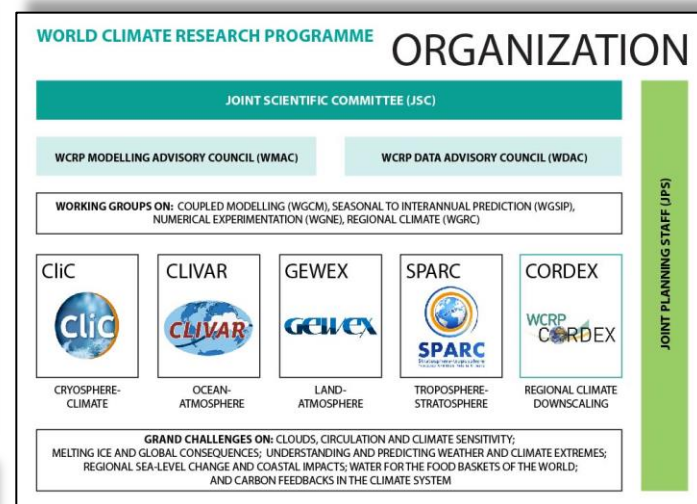 WORLD CLIMATE RESEARCH PROGRAMME ORGANIZATION
JOINT SCIENTIFIC COMMITTEE (JSC)
WCRP MODELLING ADVISORY COUNCIL (WMAC)
WCRP DATA ADVISORY COUNCIL (WDAC)
WORKING GROUPS ON: COUPLED MODELLING (WGCM), SEASONAL TO INTERANNUAL PREDICTION (WGSIP),
NUMERICAL EXPERIMENTATION (WGNE), REGIONAL CLIMATE (WGRC)
CliC
CliC
CRYOSPHERE-
CLIMATE
CLIVAR
CLIVAR
OCEAN-
ATMOSPHERE
GEWEX
GEWEX
LAND-
ATMOSPHERE
SPARC
SPARC
TROPOSPHERE-
STRATOSPHERE
CORDEX
WCRP
CORDEX
REGIONAL CLIMATE
DOWNSCALING
GRAND CHALLENGES ON: CLOUDS, CIRCULATION AND CLIMATE SENSITIVITY;
MELTING ICE AND GLOBAL CONSEQUENCES; UNDERSTANDING AND PREDICTING WEATHER AND CLIMATE EXTREMES;
REGIONAL SEA-LEVEL CHANGE AND COASTAL IMPACTS; WATER FOR THE FOOD BASKETS OF THE WORLD;
AND CARBON FEEDBACKS IN THE CLIMATE SYSTEM
JOINT PLANNING STAFF (JPS)